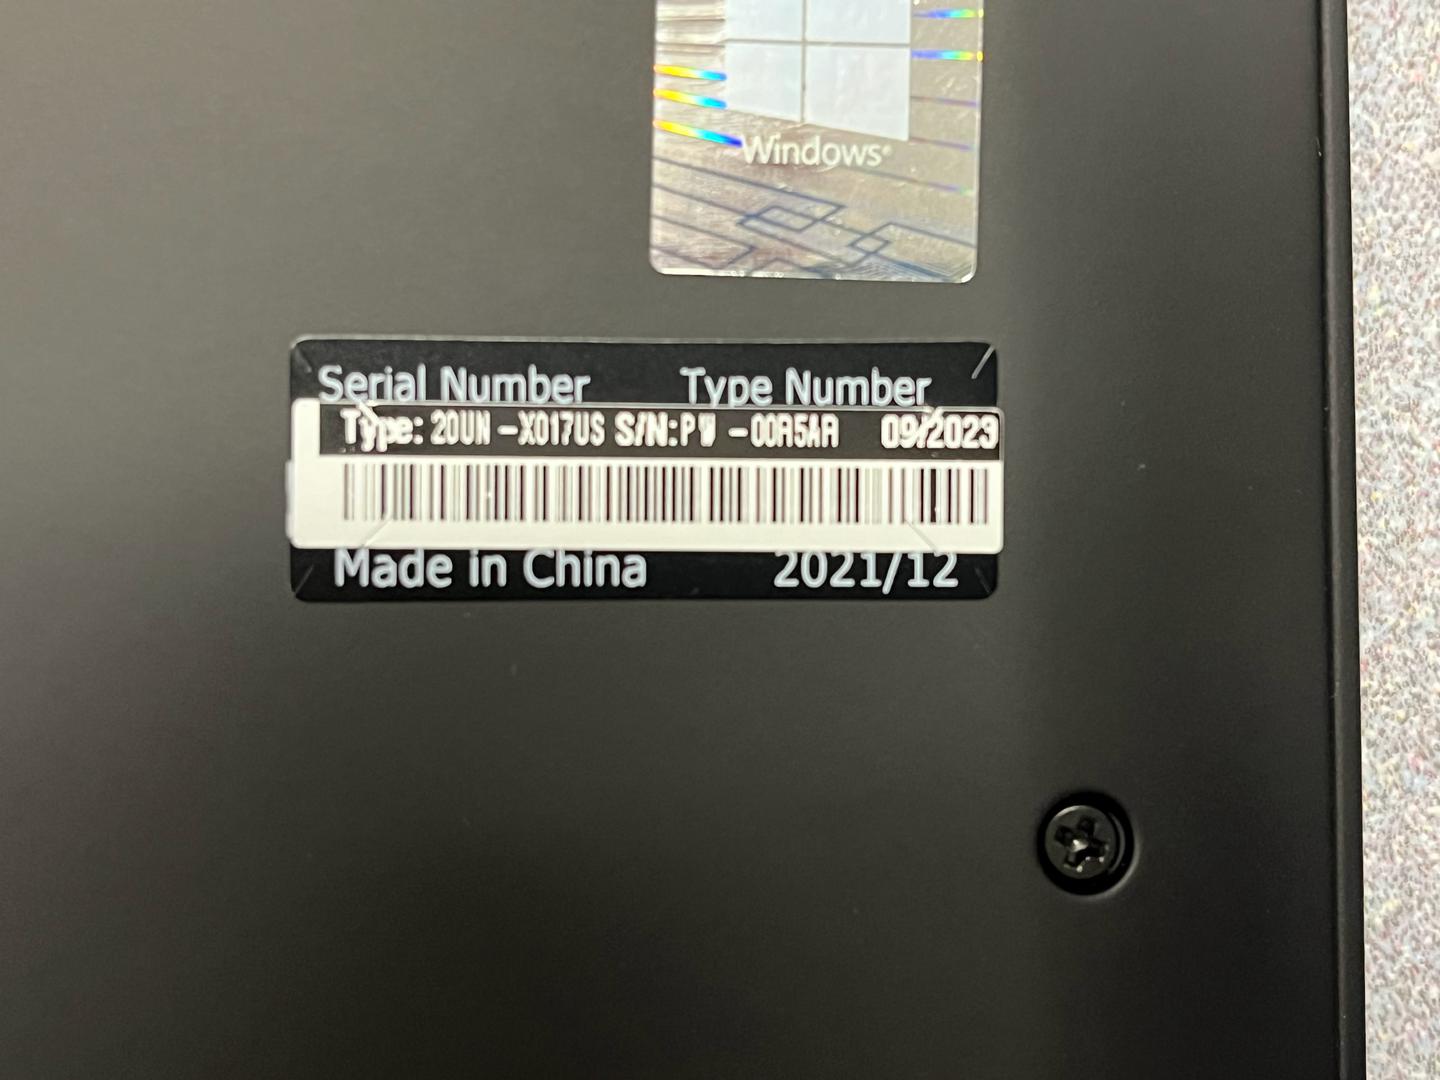 Windows®
Serial Number Type Number
Type: 20UN -X017US S/N:PW -00R5AR 09/2023
Made in China 2021/12